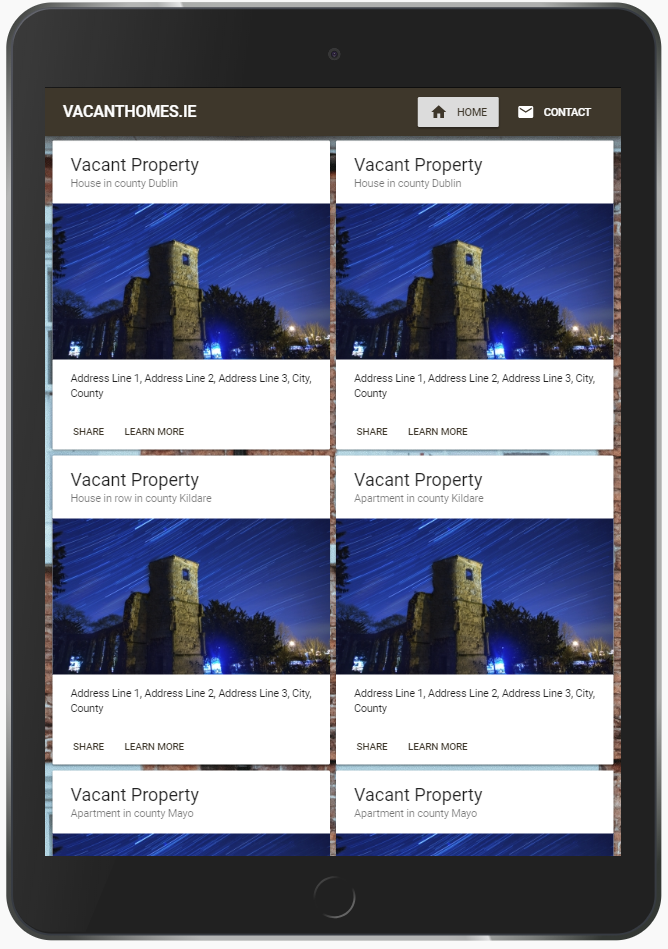 VACANTHOMES.IE
HOME
CONTACT
Vacant Property
House in county Dublin
Address Line 1, Address Line 2, Address Line 3, City,
County
SHARE LEARN MORE
Vacant Property
House in county Dublin
Address Line 1, Address Line 2, Address Line 3, City,
County
SHARE LEARN MORE
Vacant Property
House in row in county Kildare
Address Line 1, Address Line 2, Address Line 3, City,
County
SHARE LEARN MORE
Vacant Property
Apartment in county Kildare
Address Line 1, Address Line 2, Address Line 3, City,
County
SHARE LEARN MORE
Vacant Property
Apartment in county Mayo
Vacant Property
Apartment in county Mayo